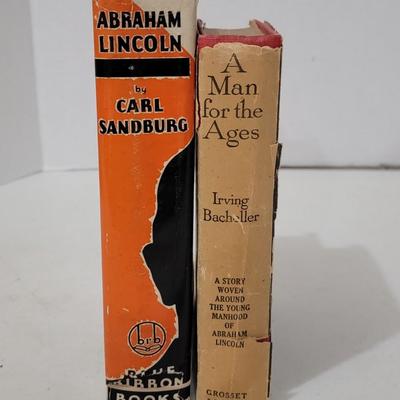 ABRAHAM
LINCOLN
by
CARL
SANDBURG
brb
BLUE
RIBBON
BOOKS
A
Man
for the
Ages
Irving
Bacheller
A STORY
WOVEN
AROUND
THE YOUNG
MANHOOD
OF
ABRAHAM
LINCOLN
GROSSET